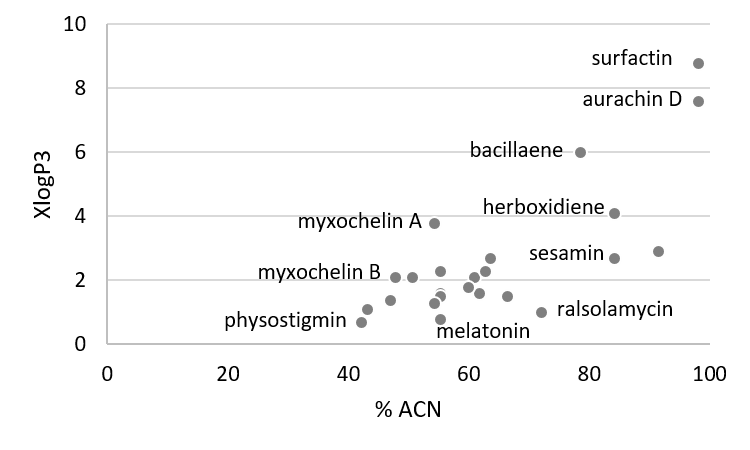 10
surfactin
8
aurachin D
bacillaene
6
XlogP3
herboxidiene
4
myxochelin A
sesamin
myxochelin B
2
ralsolamycin
physostigmin
melatonin
0
0 20 40 60 80 100
% ACN